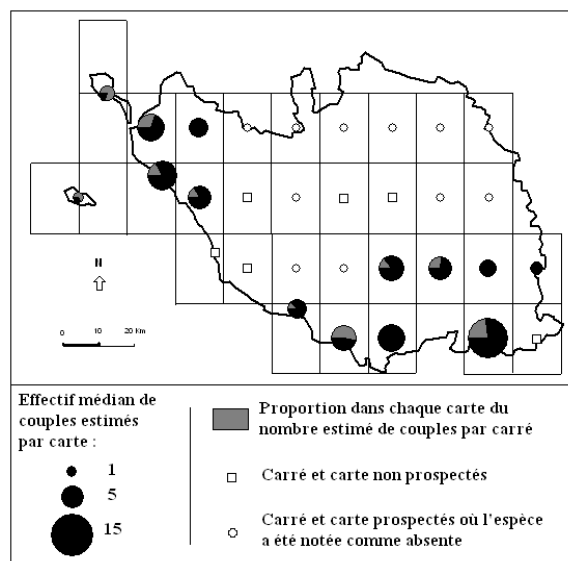 N
0 10 20 Km
Effectif médian de
couples estimés
par carte :
1
5
15
Proportion dans chaque carte du
nombre estimé de couples par carré
Carré et carte non prospectés
Carré et carte prospectés où l'espèce
a été notée comme absente